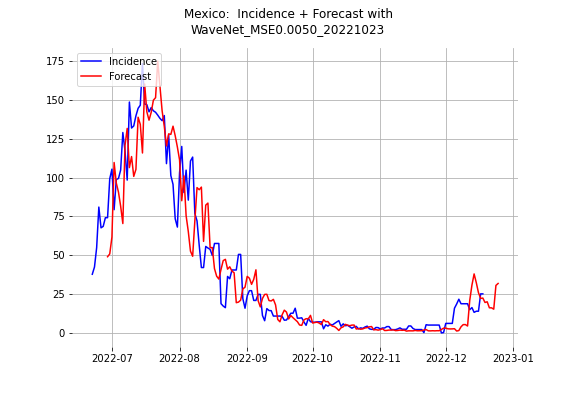 Mexico:  Incidence + Forecast with
WaveNet_MSE0.0050_20221023
Incidence
Forecast
175
150
125
100
75
50
25
0
2022-07 2022-08 2022-09 2022-10 2022-11 2022-12 2023-01